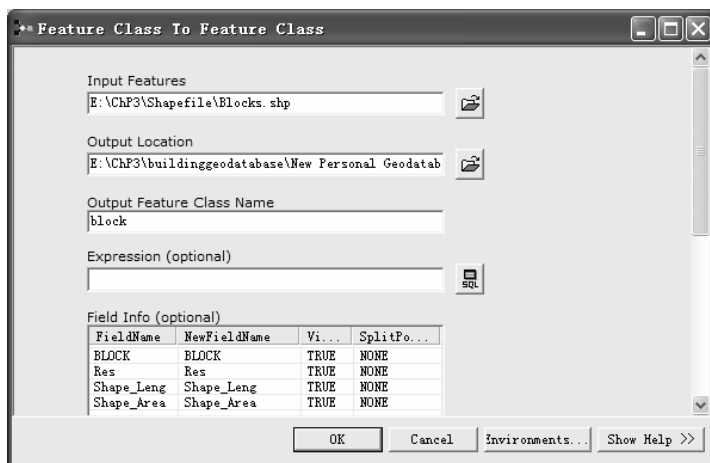 Feature Class To Feature Class
Input Features
E:\ChP3\Shapefile\Blocks.shp
Output Location
E:\ChP3\buildinggeodatabase\New Personal Geodatab
Output Feature Class Name
block
Expression (optional)
SQL
Field Info (optional)
FieldName NewFieldName Vi... SplitPo...
BLOCK BLOCK TRUE NONE
Res Res TRUE NONE
Shape_Leng Shape_Leng TRUE NONE
Shape_Area Shape_Area TRUE NONE
OK Cancel Environments... Show Help >>